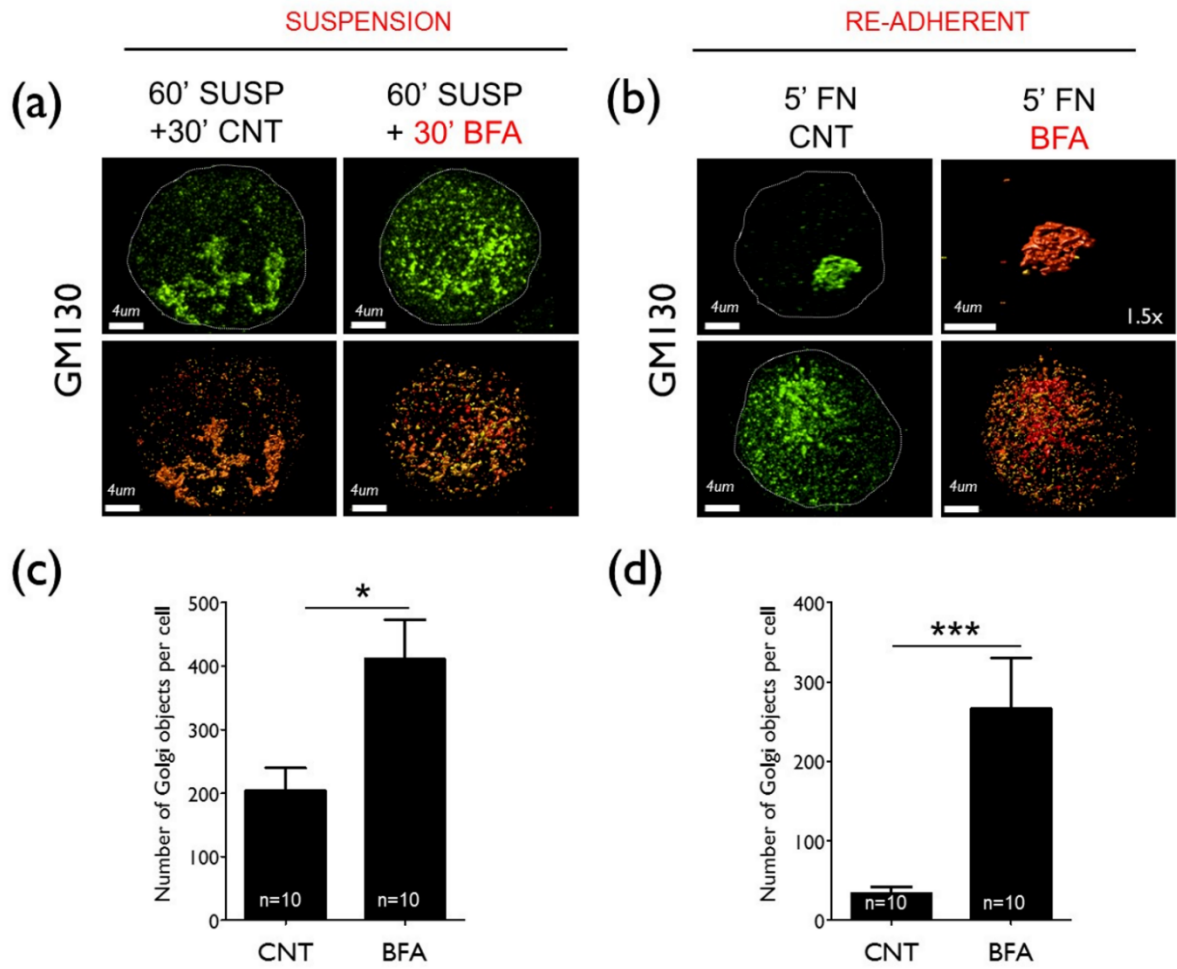 SUSPENSION
RE-ADHERENT
(a)
60’ SUSP
+30’ CNT
60’ SUSP
+ 30’ BFA
(b)
5’ FN
CNT
5’ FN
BFA
GM130
4um
4um
4um
4um
GM130
4um
4um
1.5x
4um
4um
(c)
Number of Golgi objects per cell
500
400
300
200
100
0
*
n=10
n=10
CNT
BFA
(d)
Number of Golgi objects per cell
400
300
200
100
0
***
n=10
n=10
CNT
BFA